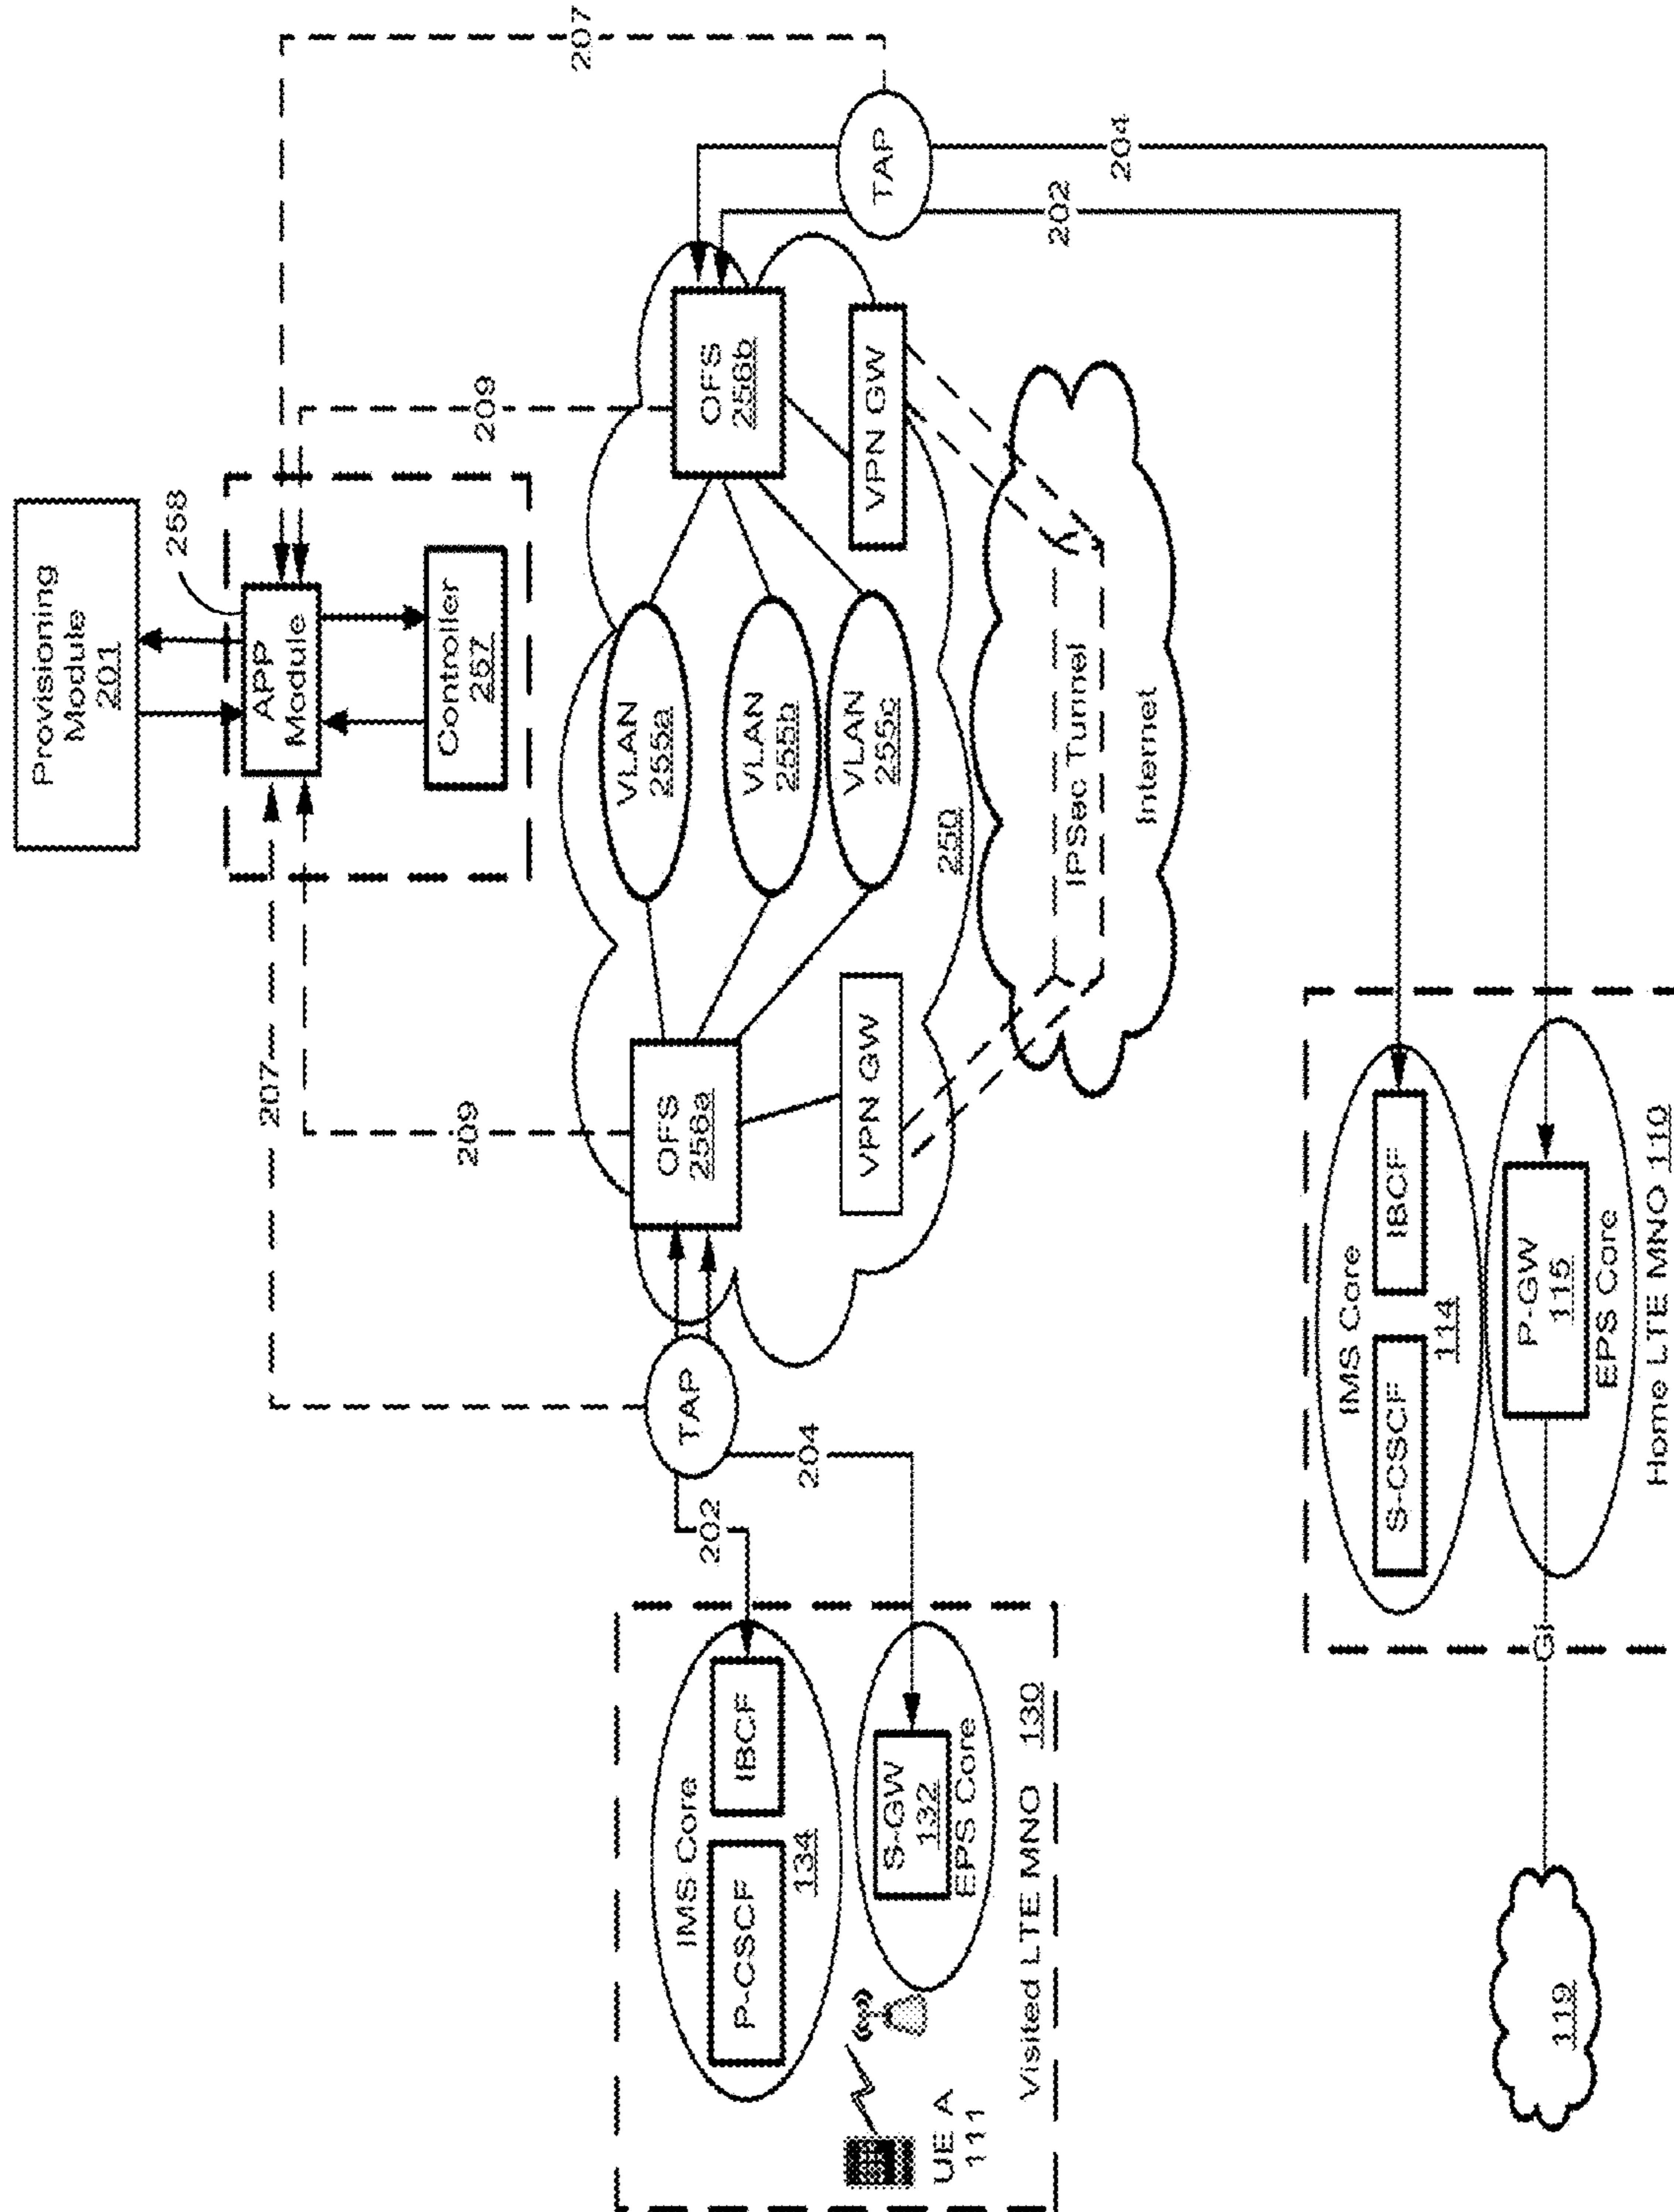 Provisioning
Module
201
258
APP
Module
Controller
257
207
209
207
209
OFS
256a
VLAN
255a
VLAN
255b
VLAN
255c
OFS
256b
VPN GW
VPN GW
250
IPSec Tunnel
Internet
TAP
TAP
202
204
202
204
IMS Core
P-CSCF
IBCF
134
S-GW
132
EPS Core
UE A
111
Visited LTE MNO 130
IMS Core
S-CSCF
IBCF
114
P-GW
115
EPS Core
Home LTE MNO 110
Gi
119